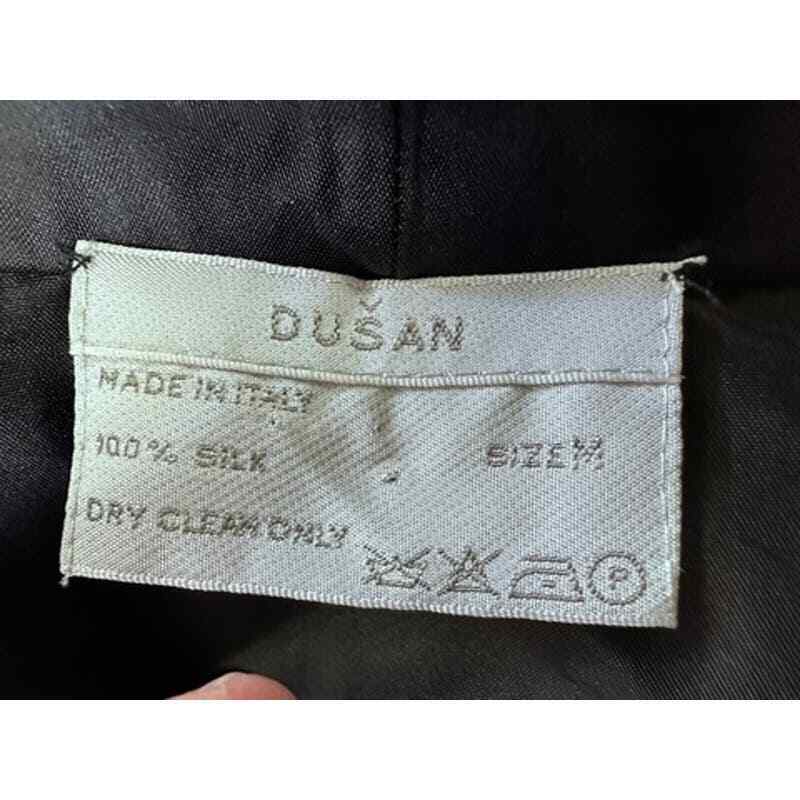 DUŠAN
MADE IN ITALY
100% SILK SIZE M
DRY CLEAN ONLY
P